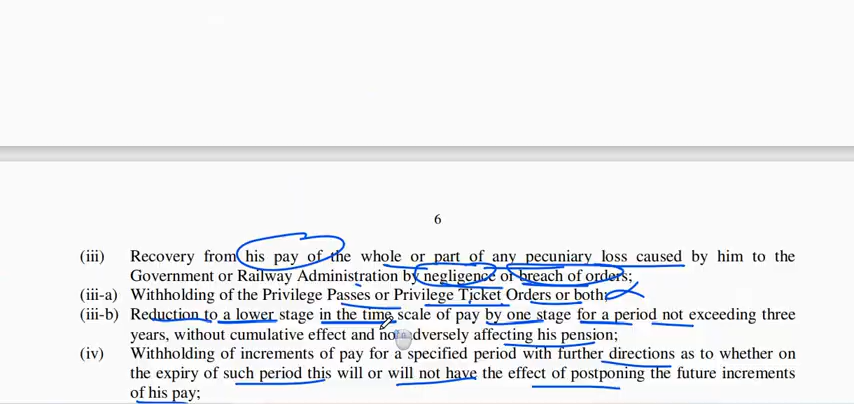 6
(iii) Recovery from his pay of the whole or part of any pecuniary loss caused by him to the
Government or Railway Administration by negligence or breach of orders;
(iii-a) Withholding of the Privilege Passes or Privilege Ticket Orders or both;
(iii-b) Reduction to a lower stage in the time scale of pay by one stage for a period not exceeding three
years, without cumulative effect and not adversely affecting his pension;
(iv) Withholding of increments of pay for a specified period with further directions as to whether on
the expiry of such period this will or will not have the effect of postponing the future increments
of his pay;